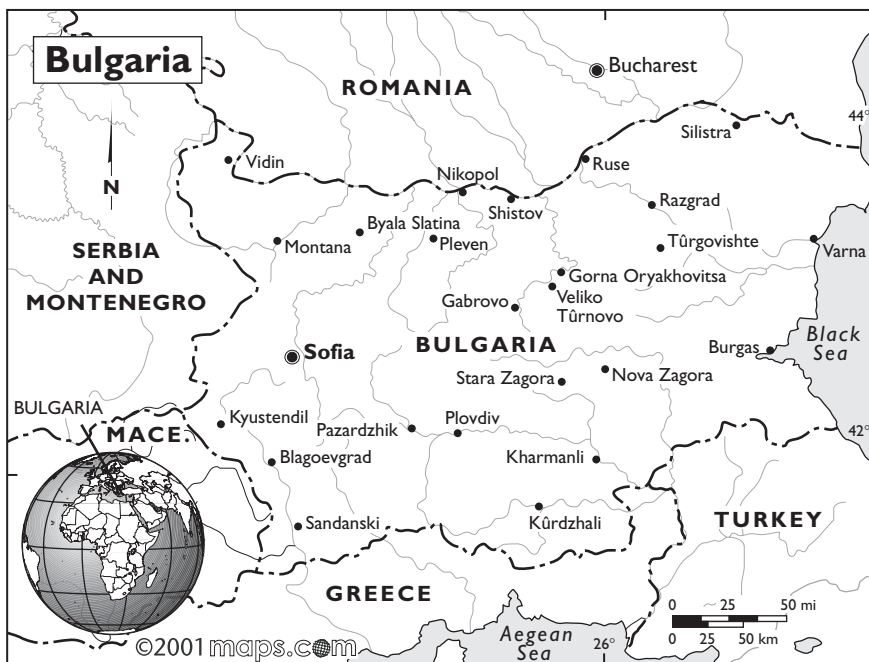 Bulgaria
ROMANIA
Bucharest
44°
Silistra
Vidin
Ruse
N
Nikopol
Shistov
Razgrad
Byala Slatina
Montana
Pleven
Tûrgovishte
Varna
SERBIA
AND
MONTENEGRO
Gorna Oryakhovitsa
Gabrovo
Veliko
Tûrnovo
Sofia
BULGARIA
Burgas
Black
Sea
Stara Zagora
Nova Zagora
BULGARIA
Kyustendil
MACE.
Pazardzhik
Plovdiv
42°
Blagoevgrad
Kharmanli
Sandanski
Kûrdzhali
TURKEY
GREECE
0 25 50 mi
0 25 50 km
Aegean
Sea
26°
©2001 maps.com